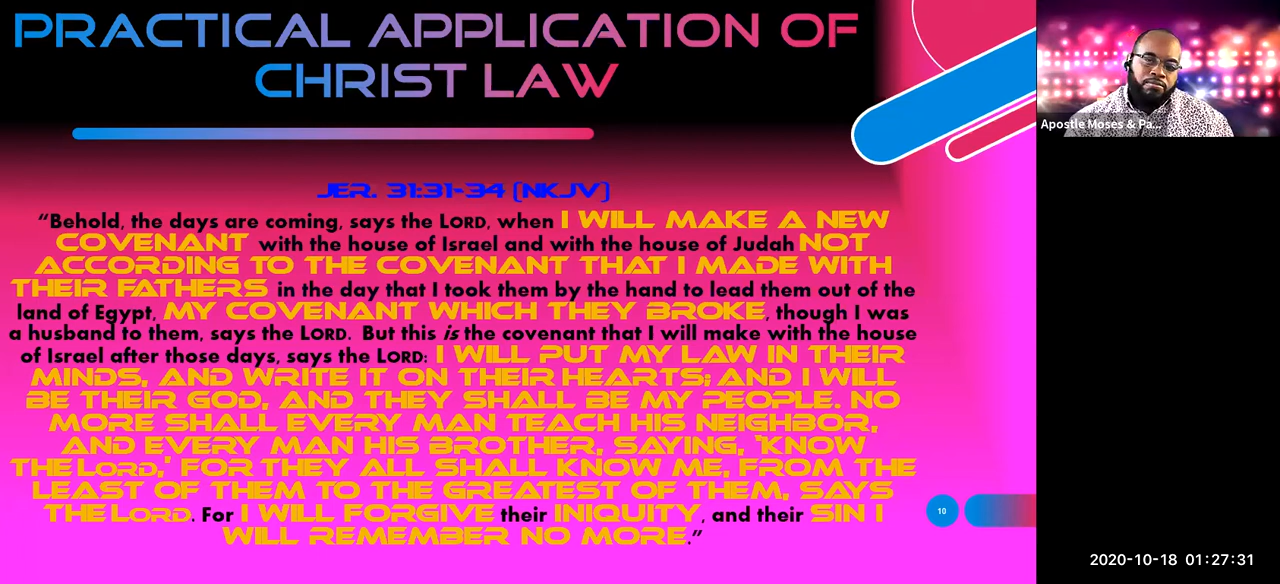 PRACTICAL APPLICATION OF
CHRIST LAW
JER. 31:31-34 (NKJV)
“Behold, the days are coming, says the LORD, when I WILL MAKE A NEW
COVENANT with the house of Israel and with the house of Judah NOT
ACCORDING TO THE COVENANT THAT I MADE WITH
THEIR FATHERS in the day that I took them by the hand to lead them out of the
land of Egypt, MY COVENANT WHICH THEY BROKE, though I was
a husband to them, says the LORD. But this is the covenant that I will make with the house
of Israel after those days, says the LORD: I WILL PUT MY LAW IN THEIR
MINDS, AND WRITE IT ON THEIR HEARTS; AND I WILL
BE THEIR GOD, AND THEY SHALL BE MY PEOPLE. NO
MORE SHALL EVERY MAN TEACH HIS NEIGHBOR,
AND EVERY MAN HIS BROTHER, SAYING, ‘KNOW
THE LORD,’ FOR THEY ALL SHALL KNOW ME, FROM THE
LEAST OF THEM TO THE GREATEST OF THEM, SAYS
THE LORD. For I WILL FORGIVE their INIQUITY, and their SIN I
WILL REMEMBER NO MORE.”
10
Apostle Moses & Pa...
2020-10-18 01:27:31